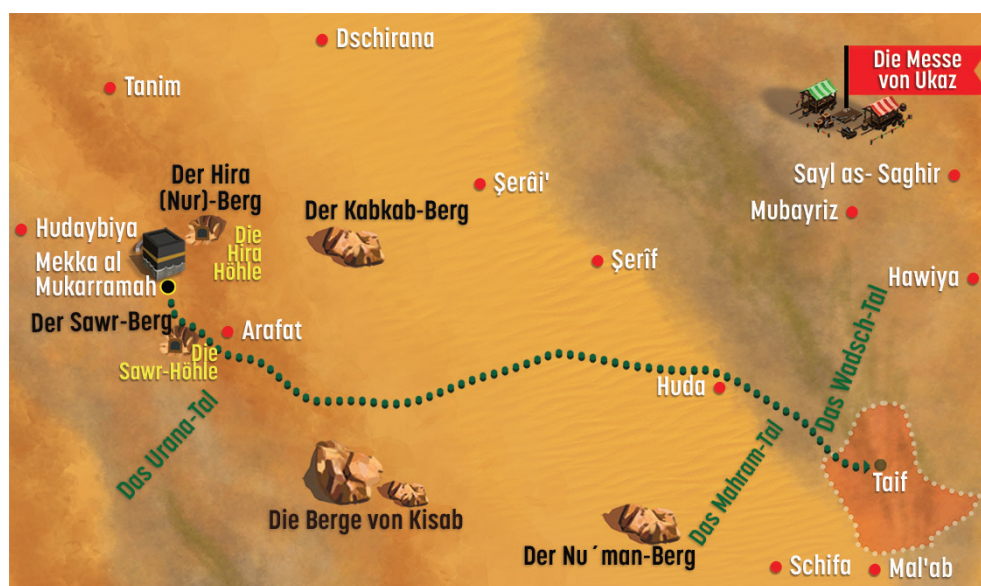 Dschirana
Die Messe
von Ukaz
Tanim
Der Hira
(Nur)-Berg
Şerâi'
Sayl as- Saghir
Der Kabkab-Berg
Mubayriz
Hudaybiya
Die
Hira
Höhle
Mekka al
Mukarramah
Şerîf
Hawiya
Der Sawr-Berg
Arafat
Die
Sawr-Höhle
Huda
Das Wadsch-Tal
Das Urana-Tal
Das Mahram-Tal
Taif
Die Berge von Kisab
Der Nu´man-Berg
Schifa
Mal'ab